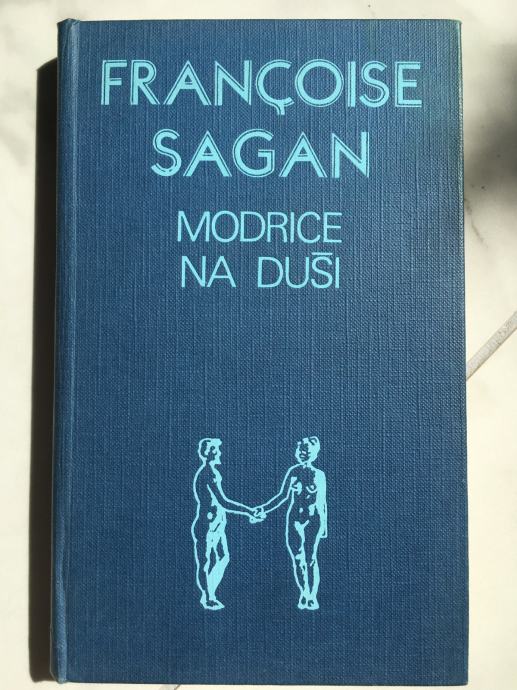 FRANÇOISE
SAGAN
MODRICE
NA DUŠI